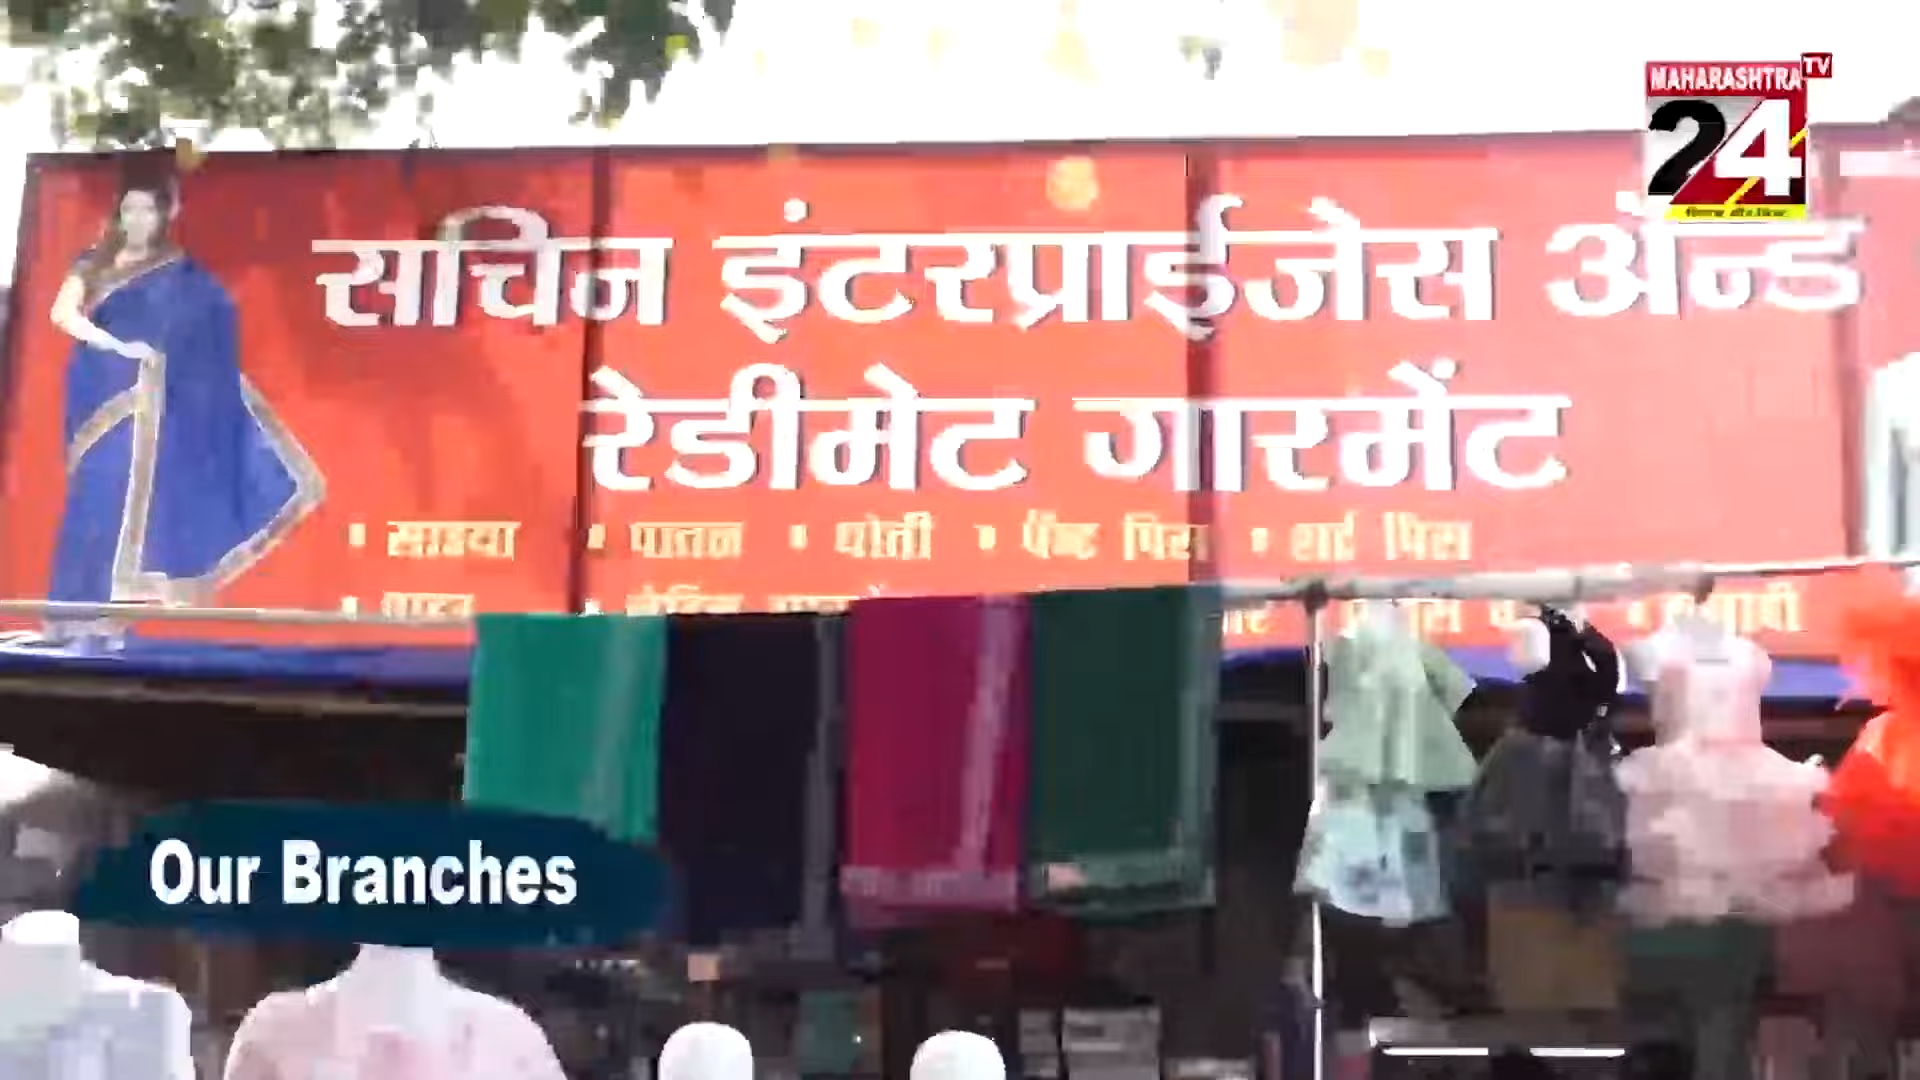 MAHARASHTRA TV
24
सचिन इंटरप्राईजेस ॲन्ड
रेडीमेट गारमेंट
• साड्या • पातळ • धोती • पॅन्ट पिस • शर्ट पिस
Our Branches